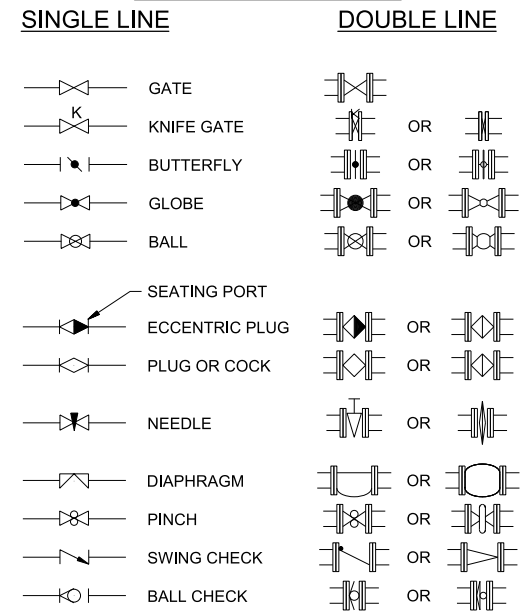 SINGLE LINE DOUBLE LINE
GATE
K
KNIFE GATE OR
BUTTERFLY OR
GLOBE OR
BALL OR
SEATING PORT
ECCENTRIC PLUG OR
PLUG OR COCK OR
NEEDLE OR
DIAPHRAGM OR
PINCH OR
SWING CHECK OR
BALL CHECK OR